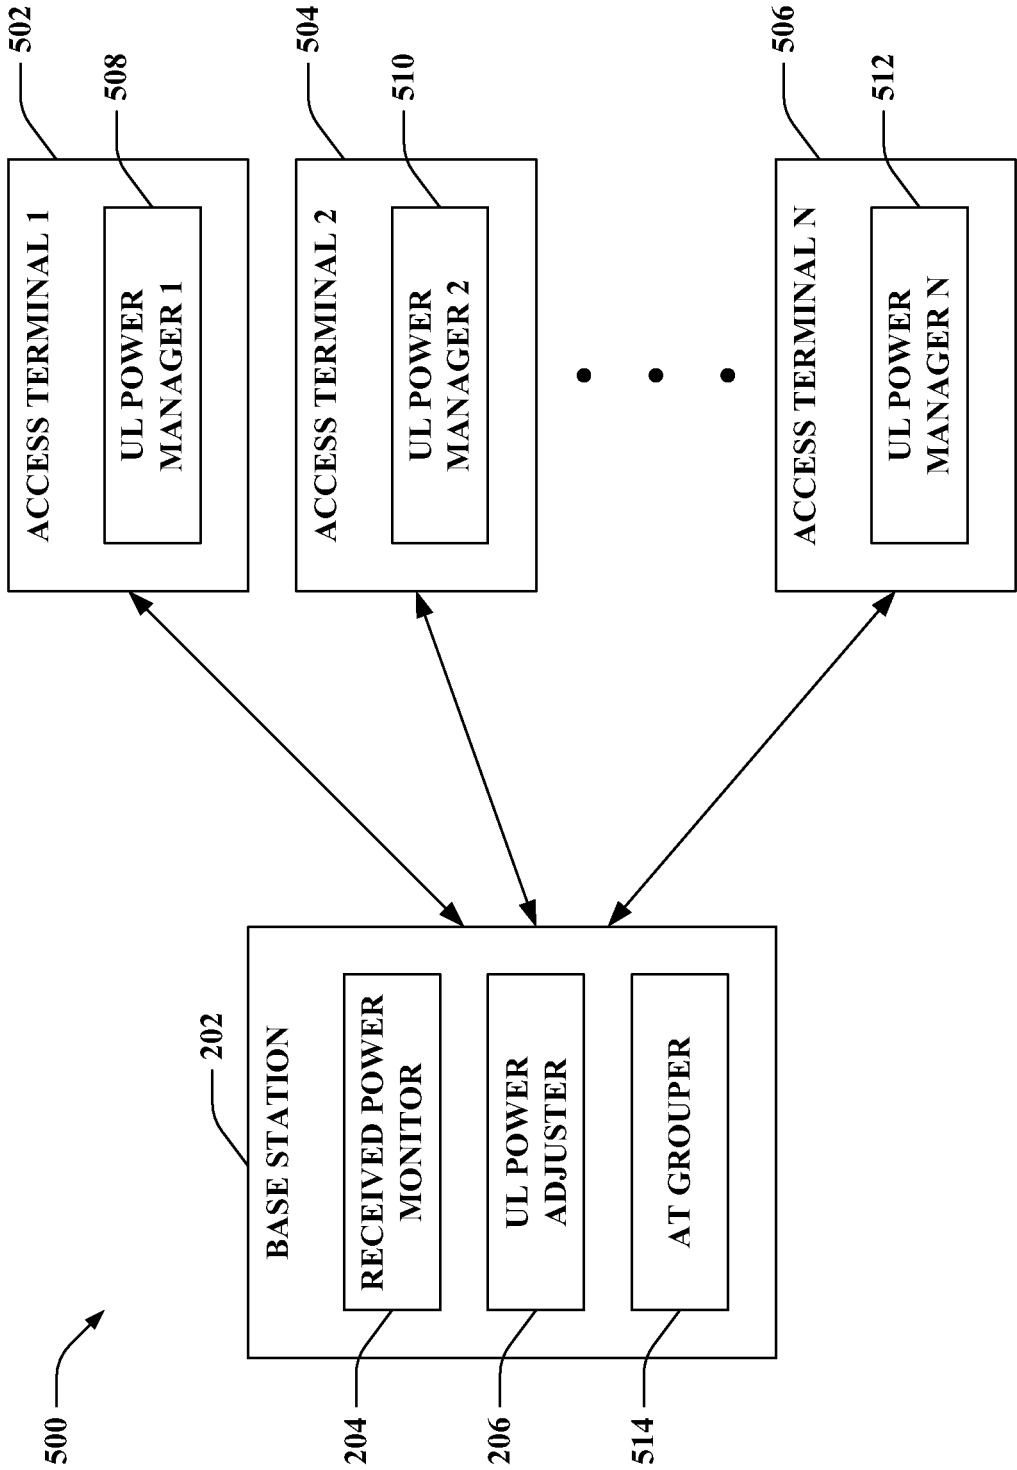 500
202
BASE STATION
204
RECEIVED POWER
MONITOR
206
UL POWER
ADJUSTER
514
AT GROUPER
502
ACCESS TERMINAL 1
508
UL POWER
MANAGER 1
504
ACCESS TERMINAL 2
510
UL POWER
MANAGER 2
506
ACCESS TERMINAL N
512
UL POWER
MANAGER N